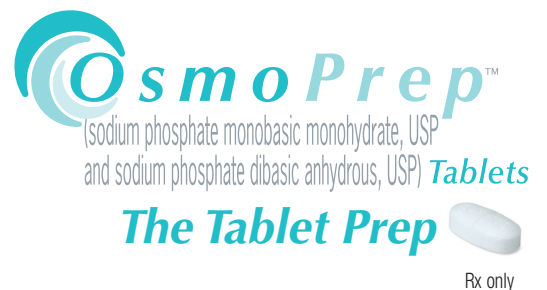 OsmoPrep™
(sodium phosphate monobasic monohydrate, USP
and sodium phosphate dibasic anhydrous, USP) Tablets
The Tablet Prep
Rx only